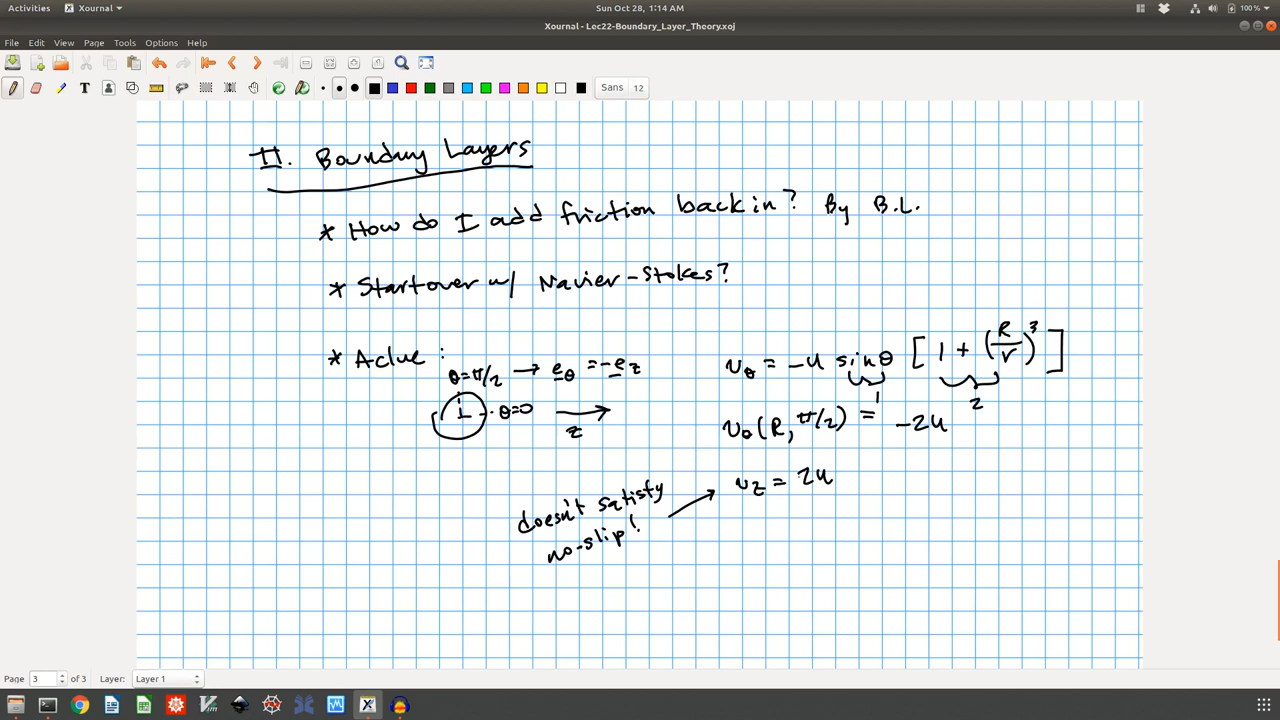 Activities
Xournal
Sun Oct 28, 1:14 AM
100 %
Xournal - Lec22-Boundary_Layer_Theory.xoj
File Edit View Page Tools Options Help
Sans 12
II. Boundary Layers
* How do I add friction back in? By B.L.
* Start over w/ Navier-Stokes?
* A clue :
θ=π/2 → e_θ = -e_z
θ=0
z
v_θ = -u sinθ [ 1 + (R/r)^3 ]
1
2
v_θ(R, π/2) = -2u
v_z = 2u
doesn't satisfy
no-slip!
Page 3 of 3 Layer: Layer 1